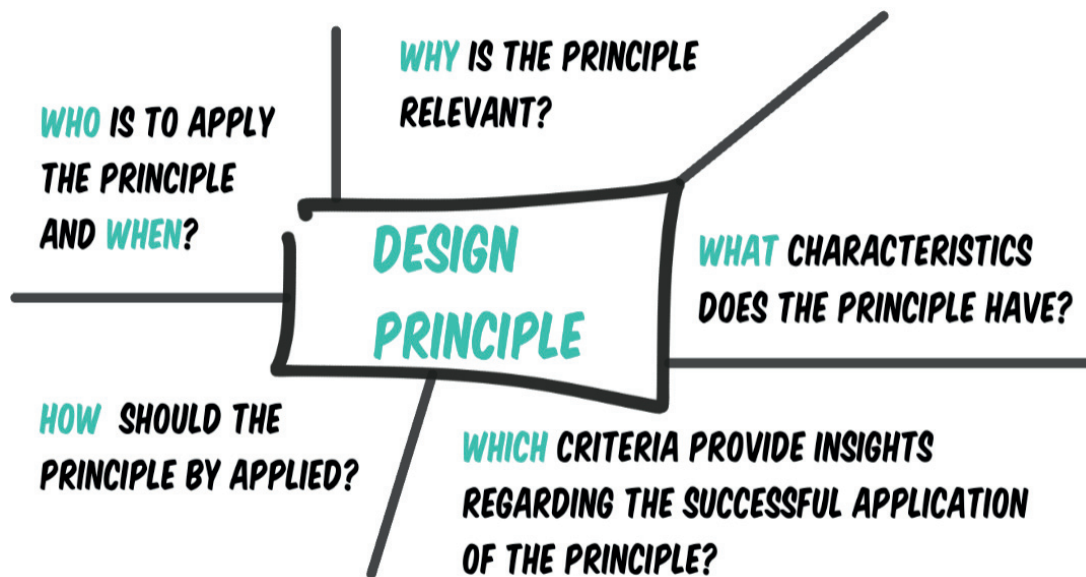 WHY IS THE PRINCIPLE
RELEVANT?
WHO IS TO APPLY
THE PRINCIPLE
AND WHEN?
DESIGN
PRINCIPLE
WHAT CHARACTERISTICS
DOES THE PRINCIPLE HAVE?
HOW SHOULD THE
PRINCIPLE BY APPLIED?
WHICH CRITERIA PROVIDE INSIGHTS
REGARDING THE SUCCESSFUL APPLICATION
OF THE PRINCIPLE?